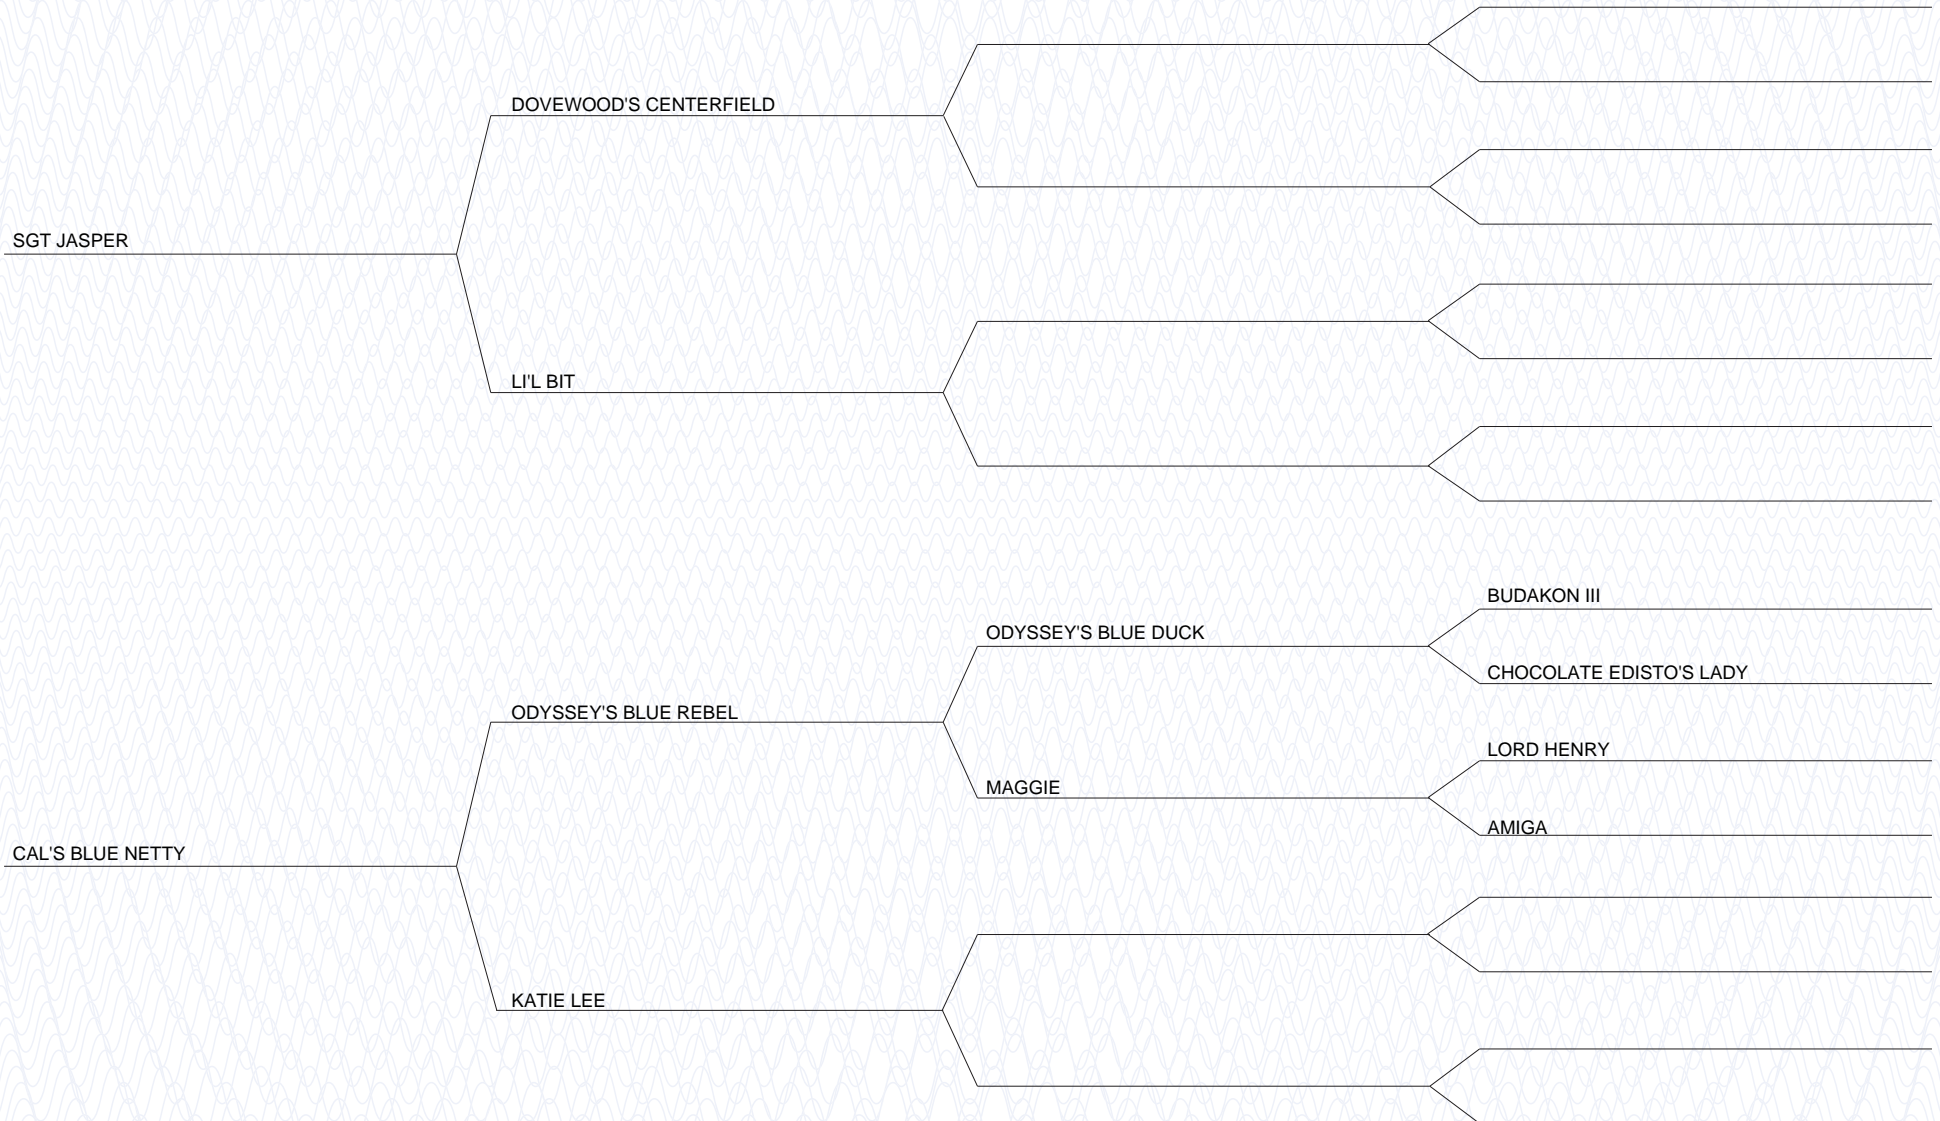 DOVEWOOD'S CENTERFIELD
SGT JASPER
LI'L BIT
BUDAKON III
ODYSSEY'S BLUE DUCK
CHOCOLATE EDISTO'S LADY
ODYSSEY'S BLUE REBEL
LORD HENRY
MAGGIE
AMIGA
CAL'S BLUE NETTY
KATIE LEE